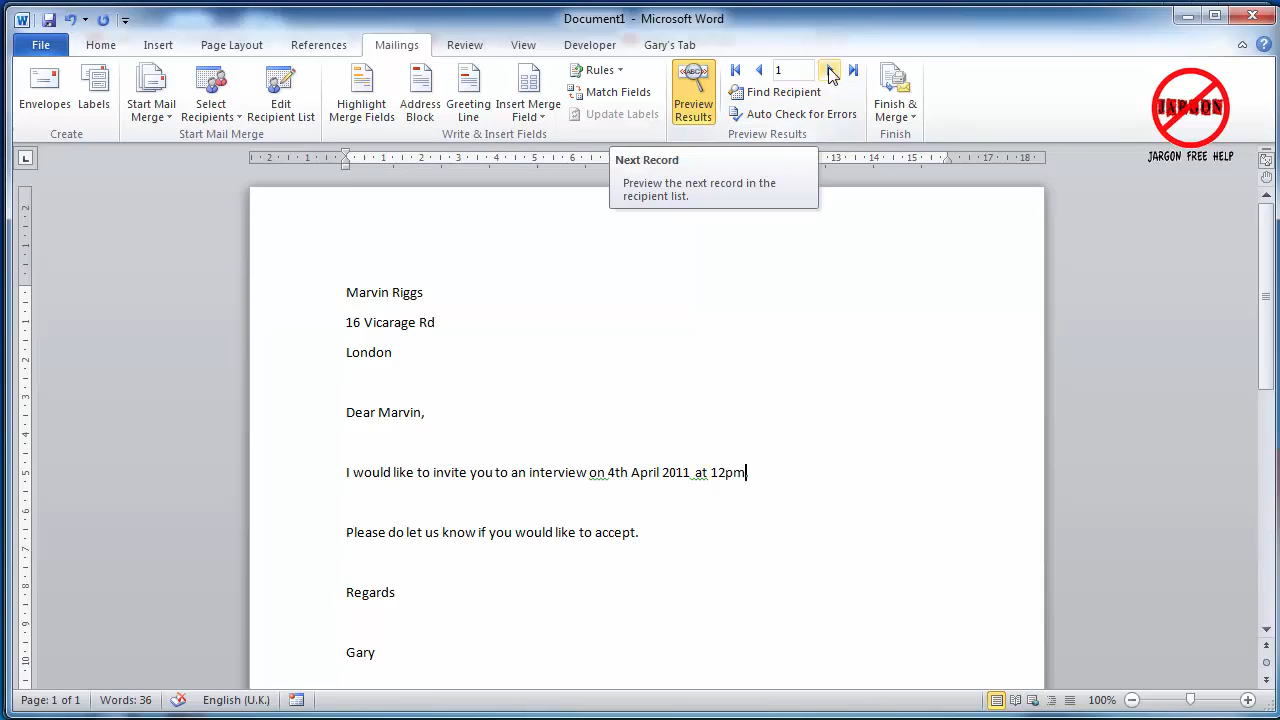 Document1 - Microsoft Word
File Home Insert Page Layout References Mailings Review View Developer Gary's Tab
Envelopes Labels Start Mail Merge Select Recipients Edit Recipient List Highlight Merge Fields Address Block Greeting Insert Merge Field Rules Match Fields Update Labels Preview Results 1 Find Recipient Auto Check for Errors Finish & Merge
Create Start Mail Merge Write & Insert Fields Preview Results Finish
JARGON
JARGON FREE HELP
Next Record
Preview the next record in the
recipient list.
Marvin Riggs
16 Vicarage Rd
London
Dear Marvin,
I would like to invite you to an interview on 4th April 2011 at 12pm.
Please do let us know if you would like to accept.
Regards
Gary
Page: 1 of 1 Words: 36 English (U.K.) 100%